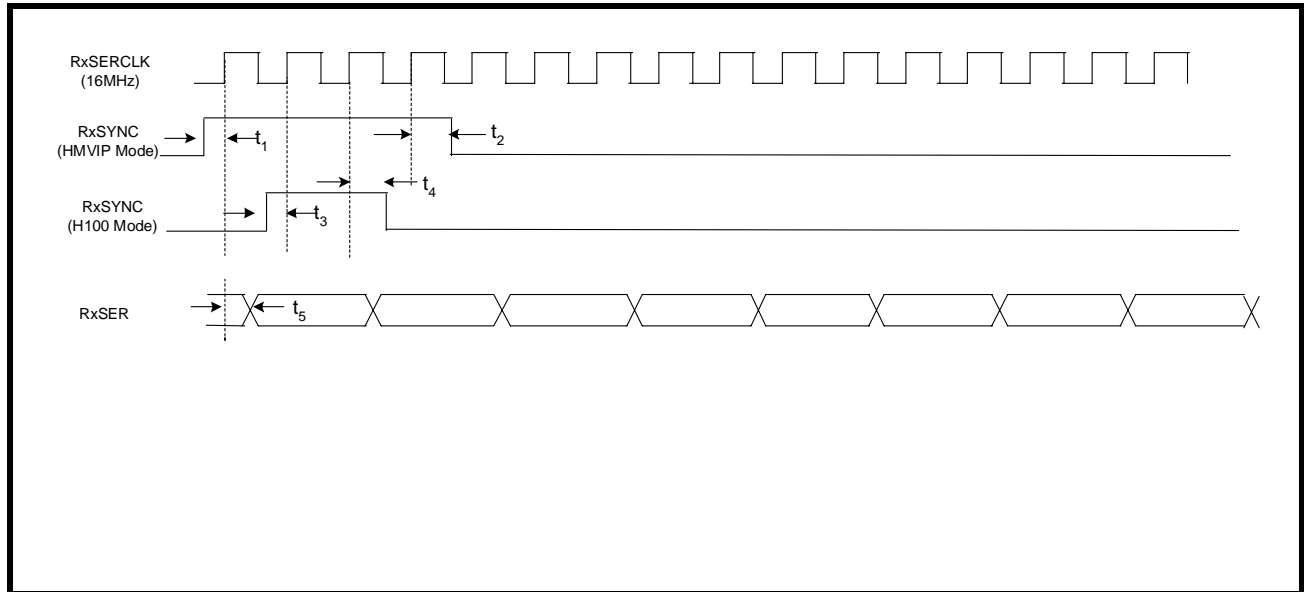 RxSERCLK
(16MHz)
RxSYNC
(HMVIP Mode)
t1
t2
t4
RxSYNC
(H100 Mode)
t3
RxSER
t5